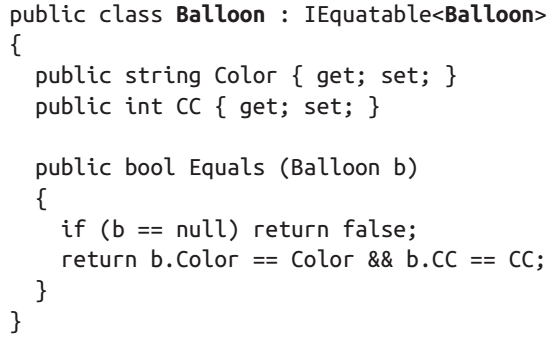 public class Balloon : IEquatable<Balloon>
{
  public string Color { get; set; }
  public int CC { get; set; }

  public bool Equals (Balloon b)
  {
    if (b == null) return false;
    return b.Color == Color && b.CC == CC;
  }
}